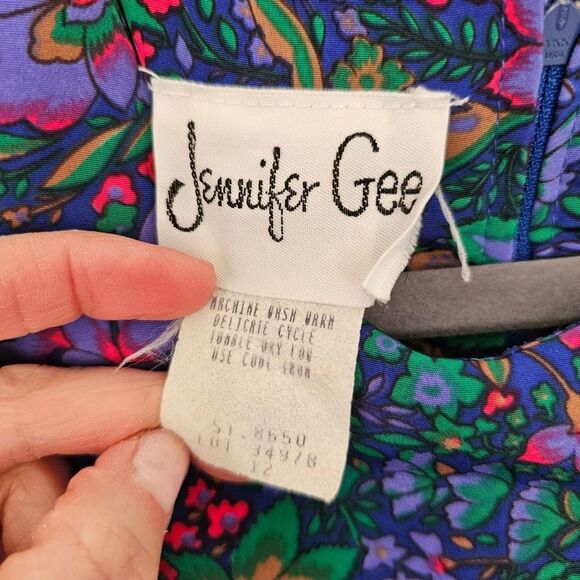 Jennifer Gee
MACHINE WASH WARM
DELICATE CYCLE
TUMBLE DRY LOW
USE COOL IRON
ST. 8650
LOT 34978
12